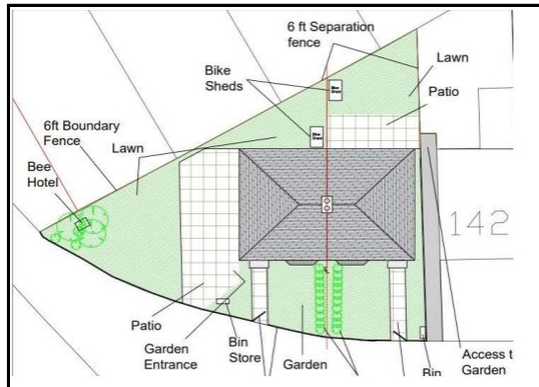 6 ft Separation
fence
Lawn
Bike
Sheds
Patio
6ft Boundary
Fence
Lawn
Bee
Hotel
142
Patio
Garden
Entrance
Bin
Store
Garden
Bin
Access t
Garden